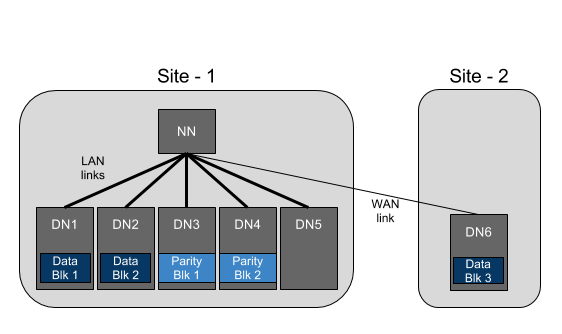 Site - 1
Site - 2
NN
LAN
links
WAN
link
DN1
DN2
DN3
DN4
DN5
DN6
Data
Blk 1
Data
Blk 2
Parity
Blk 1
Parity
Blk 2
Data
Blk 3